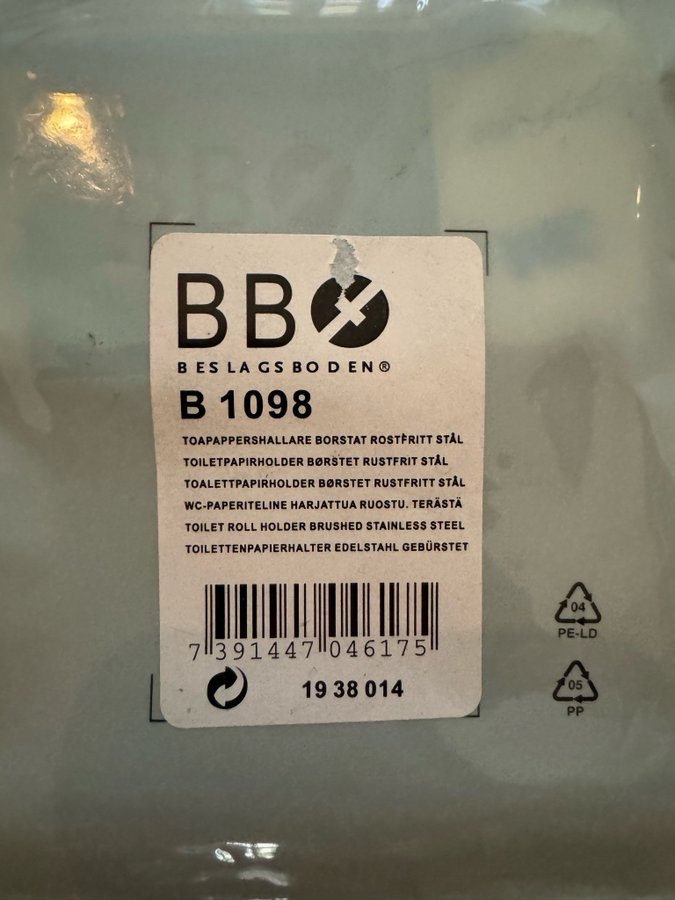 BB
BESLAGSBODEN®
B 1098
TOAPAPPERSHALLARE BORSTAT ROSTFRITT STÅL
TOILETPAPIRHOLDER BØRSTET RUSTFRIT STÅL
TOALETTPAPIRHOLDER BØRSTET RUSTFRITT STÅL
WC-PAPERITELINE HARJATTUA RUOSTU. TERÄSTÄ
TOILET ROLL HOLDER BRUSHED STAINLESS STEEL
TOILETTENPAPIERHALTER EDELSTAHL GEBÜRSTET
7 391447 046175
19 38 014
04
PE-LD
05
PP